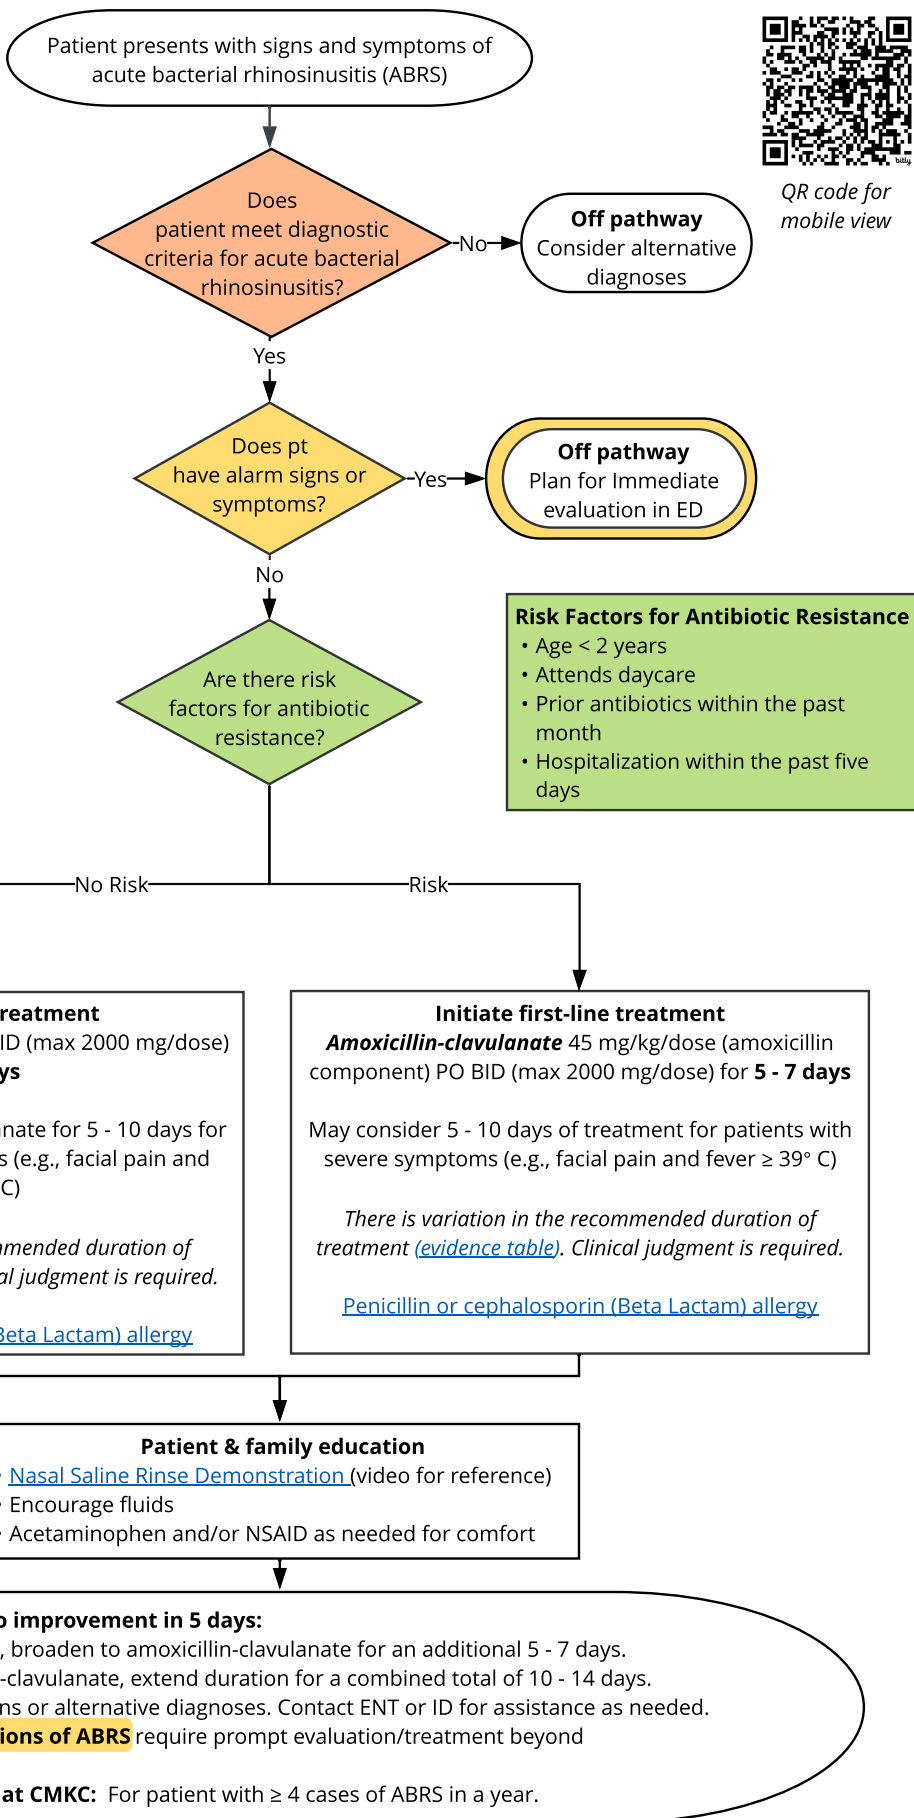 Patient presents with signs and symptoms of
acute bacterial rhinosinusitis (ABRS)
bitly
QR code for
mobile view
Does
patient meet diagnostic
criteria for acute bacterial
rhinosinusitis?
No
Off pathway
Consider alternative
diagnoses
Yes
Does pt
have alarm signs or
symptoms?
Yes
Off pathway
Plan for Immediate
evaluation in ED
No
Are there risk
factors for antibiotic
resistance?
Risk Factors for Antibiotic Resistance
• Age < 2 years
• Attends daycare
• Prior antibiotics within the past
month
• Hospitalization within the past five
days
No Risk
Risk
reatment
ID (max 2000 mg/dose)
ys
nate for 5 - 10 days for
s (e.g., facial pain and
C)
mended duration of
al judgment is required.
Beta Lactam) allergy
Initiate first-line treatment
Amoxicillin-clavulanate 45 mg/kg/dose (amoxicillin
component) PO BID (max 2000 mg/dose) for 5 - 7 days
May consider 5 - 10 days of treatment for patients with
severe symptoms (e.g., facial pain and fever ≥ 39° C)
There is variation in the recommended duration of
treatment (evidence table). Clinical judgment is required.
Penicillin or cephalosporin (Beta Lactam) allergy
Patient & family education
• Nasal Saline Rinse Demonstration (video for reference)
• Encourage fluids
• Acetaminophen and/or NSAID as needed for comfort
o improvement in 5 days:
, broaden to amoxicillin-clavulanate for an additional 5 - 7 days.
-clavulanate, extend duration for a combined total of 10 - 14 days.
ns or alternative diagnoses. Contact ENT or ID for assistance as needed.
ions of ABRS require prompt evaluation/treatment beyond
at CMKC: For patient with ≥ 4 cases of ABRS in a year.